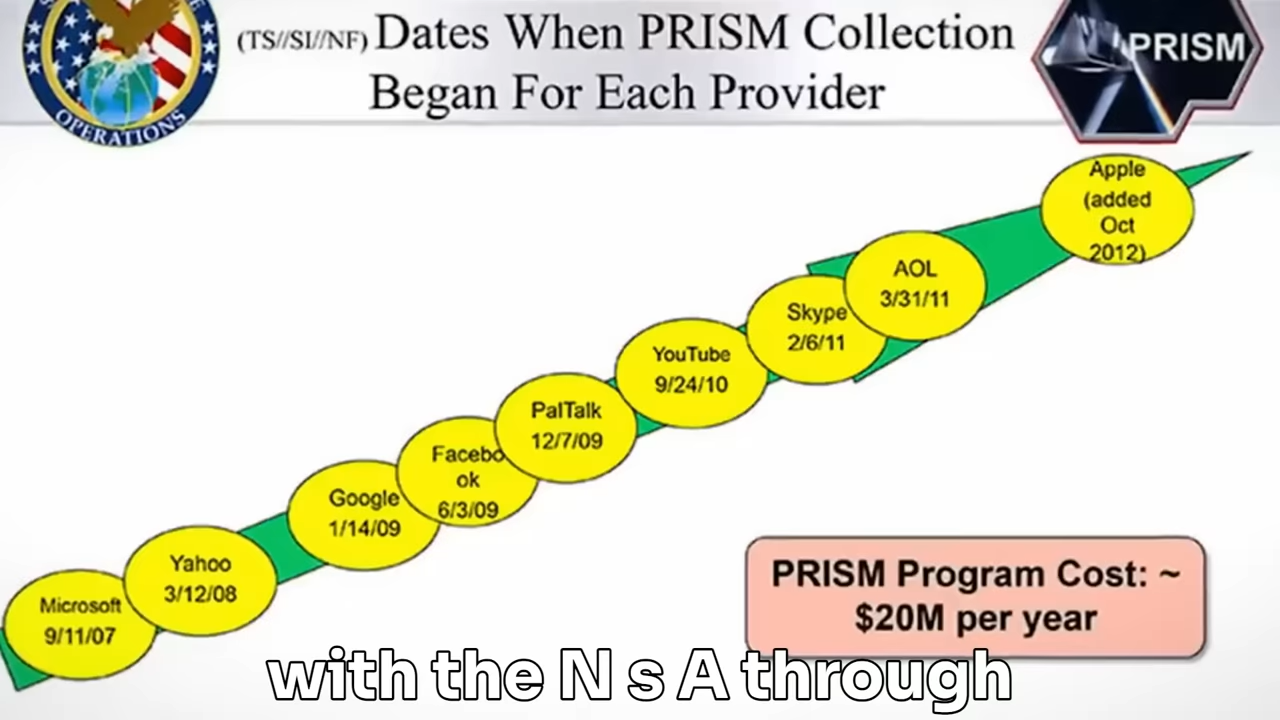 (TS//SI//NF) Dates When PRISM Collection
Began For Each Provider
OPERATIONS
PRISM
Apple
(added
Oct
2012)
AOL
3/31/11
Skype
2/6/11
YouTube
9/24/10
PalTalk
12/7/09
Facebo
ok
6/3/09
Google
1/14/09
Yahoo
3/12/08
Microsoft
9/11/07
PRISM Program Cost: ~
$20M per year
with the N s A through